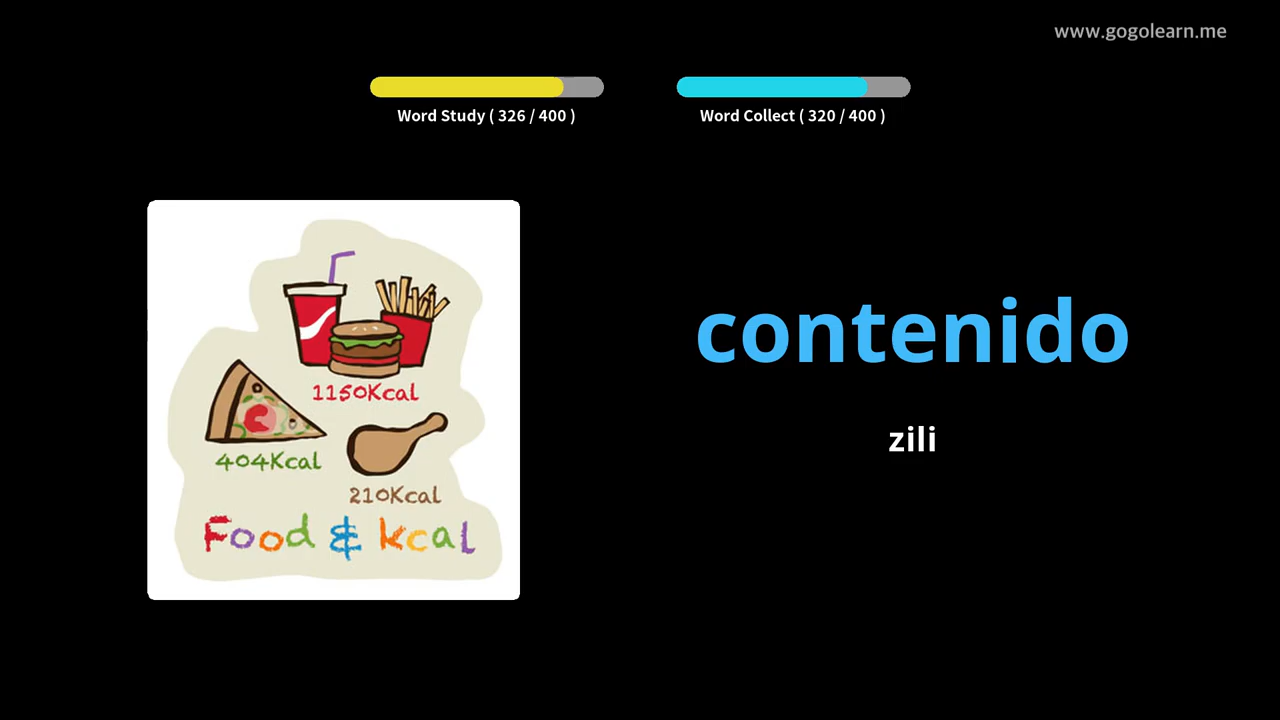 www.gogolearn.me
Word Study ( 326 / 400 )
Word Collect ( 320 / 400 )
1150Kcal
404Kcal
210Kcal
Food & kcal
contenido
zili